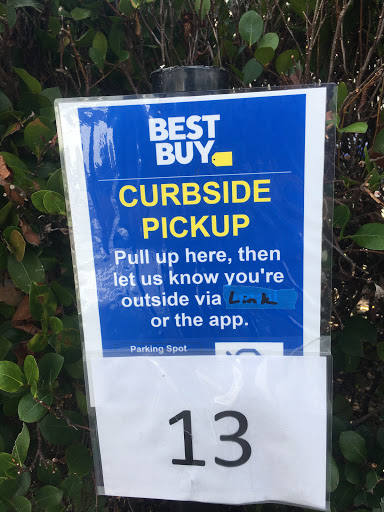 BEST
BUY
CURBSIDE
PICKUP
Pull up here, then
let us know you're
outside via Link
or the app.
Parking Spot
13